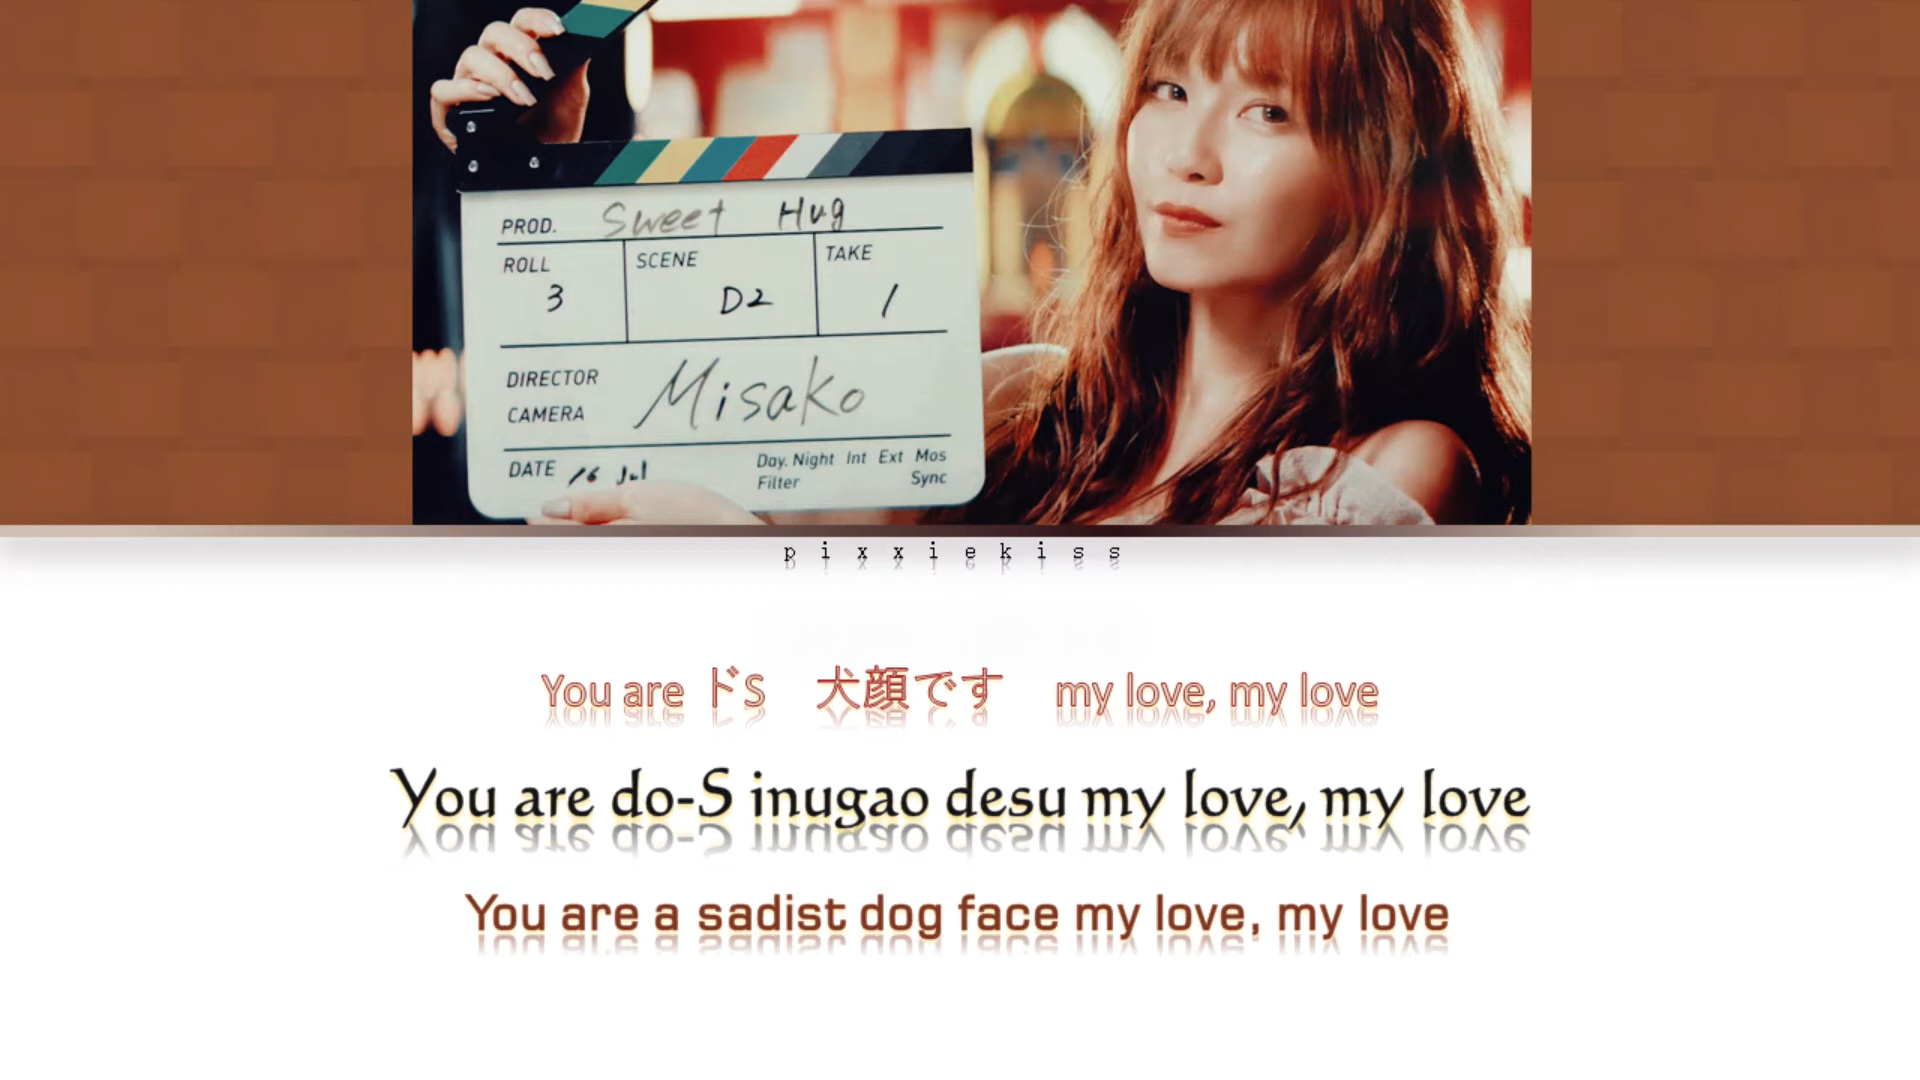 PROD. Sweet Hug
ROLL SCENE TAKE
3 D2 1
DIRECTOR
CAMERA Misako
DATE 16 Jul
Day. Night Int Ext Mos
Filter Sync
pixxiekiss
You are ドS　犬顔です　my love, my love
You are do-S inugao desu my love, my love
You are a sadist dog face my love, my love